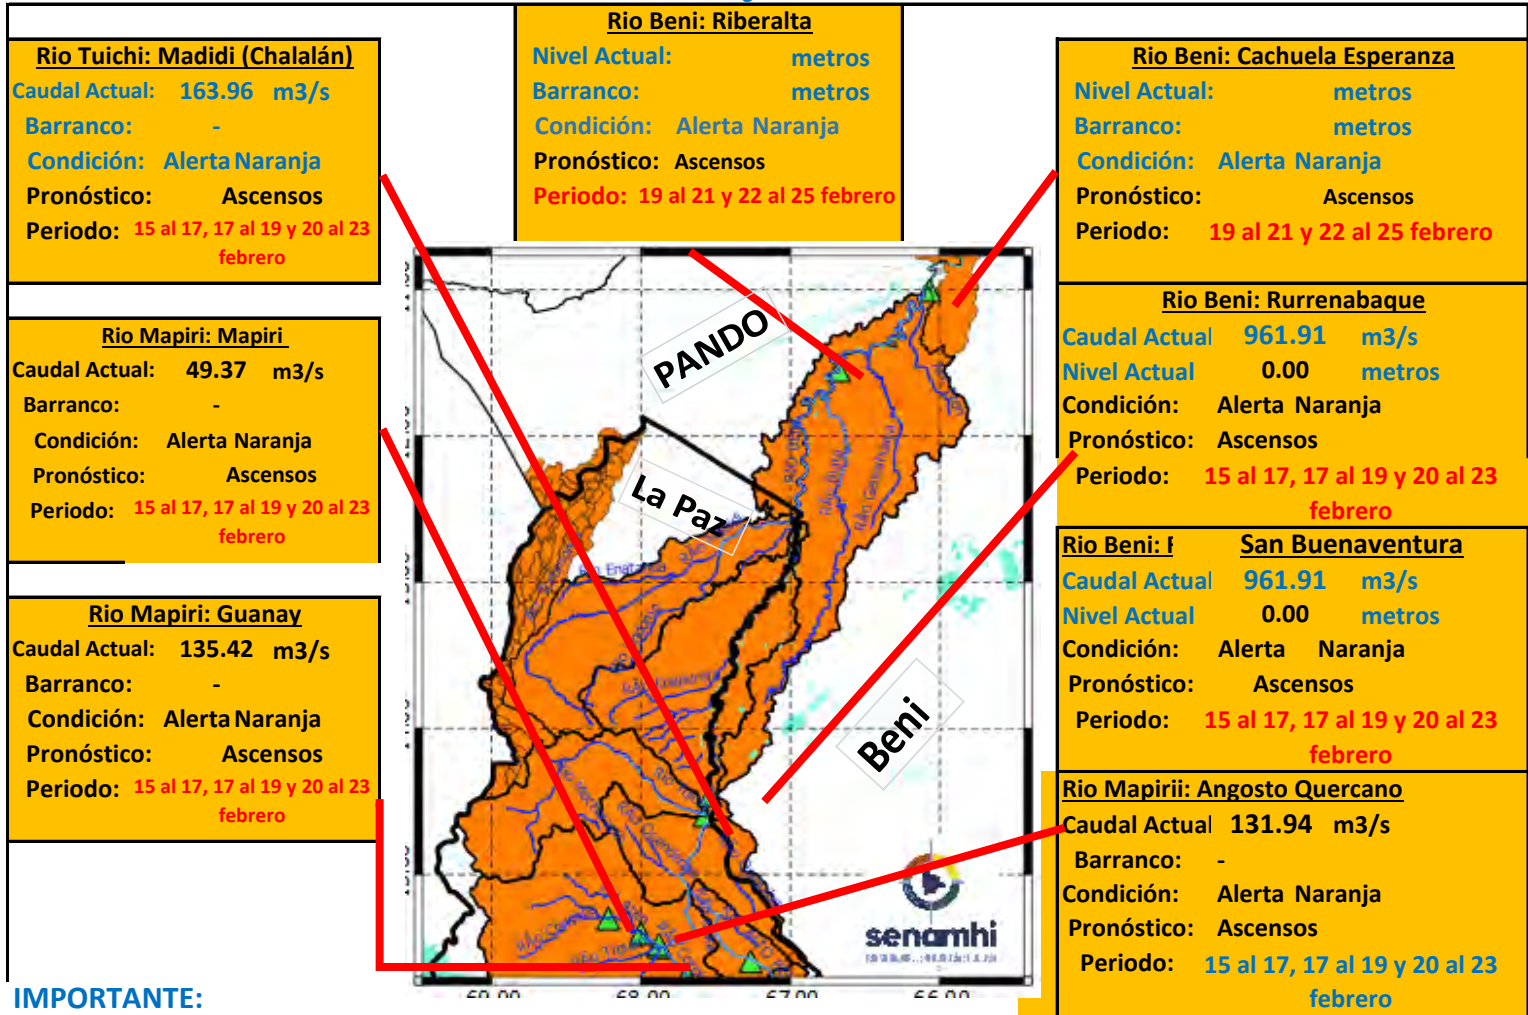 Rio Tuichi: Madidi (Chalalán)
Caudal Actual: 163.96 m3/s
Barranco: -
Condición: Alerta Naranja
Pronóstico: Ascensos
Periodo: 15 al 17, 17 al 19 y 20 al 23
febrero
Rio Mapiri: Mapiri
Caudal Actual: 49.37 m3/s
Barranco: -
Condición: Alerta Naranja
Pronóstico: Ascensos
Periodo: 15 al 17, 17 al 19 y 20 al 23
febrero
Rio Mapiri: Guanay
Caudal Actual: 135.42 m3/s
Barranco: -
Condición: Alerta Naranja
Pronóstico: Ascensos
Periodo: 15 al 17, 17 al 19 y 20 al 23
febrero
Rio Beni: Riberalta
Nivel Actual: metros
Barranco: metros
Condición: Alerta Naranja
Pronóstico: Ascensos
Periodo: 19 al 21 y 22 al 25 febrero
PANDO
La Paz
Beni
senamhi
69.00 68.00 67.00 66.00
Rio Beni: Cachuela Esperanza
Nivel Actual: metros
Barranco: metros
Condición: Alerta Naranja
Pronóstico: Ascensos
Periodo: 19 al 21 y 22 al 25 febrero
Rio Beni: Rurrenabaque
Caudal Actual 961.91 m3/s
Nivel Actual 0.00 metros
Condición: Alerta Naranja
Pronóstico: Ascensos
Periodo: 15 al 17, 17 al 19 y 20 al 23
febrero
Rio Beni: San Buenaventura
Caudal Actual 961.91 m3/s
Nivel Actual 0.00 metros
Condición: Alerta Naranja
Pronóstico: Ascensos
Periodo: 15 al 17, 17 al 19 y 20 al 23
febrero
Rio Mapirii: Angosto Quercano
Caudal Actual 131.94 m3/s
Barranco: -
Condición: Alerta Naranja
Pronóstico: Ascensos
Periodo: 15 al 17, 17 al 19 y 20 al 23
febrero
IMPORTANTE: